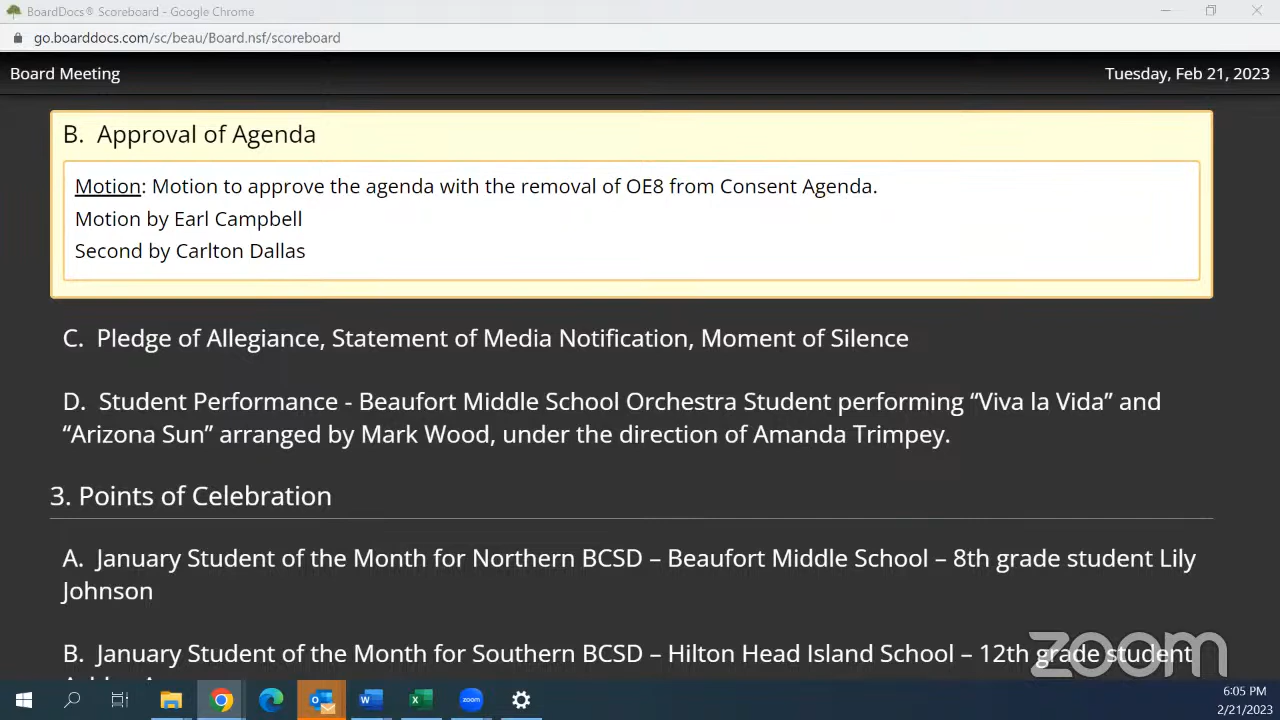 BoardDocs® Scoreboard - Google Chrome
go.boarddocs.com/sc/beau/Board.nsf/scoreboard
Board Meeting
Tuesday, Feb 21, 2023
B. Approval of Agenda
Motion: Motion to approve the agenda with the removal of OE8 from Consent Agenda.
Motion by Earl Campbell
Second by Carlton Dallas
C. Pledge of Allegiance, Statement of Media Notification, Moment of Silence
D. Student Performance - Beaufort Middle School Orchestra Student performing “Viva la Vida” and
“Arizona Sun” arranged by Mark Wood, under the direction of Amanda Trimpey.
3. Points of Celebration
A. January Student of the Month for Northern BCSD – Beaufort Middle School – 8th grade student Lily
Johnson
B. January Student of the Month for Southern BCSD – Hilton Head Island School – 12th grade student
zoom
zoom
6:05 PM
2/21/2023